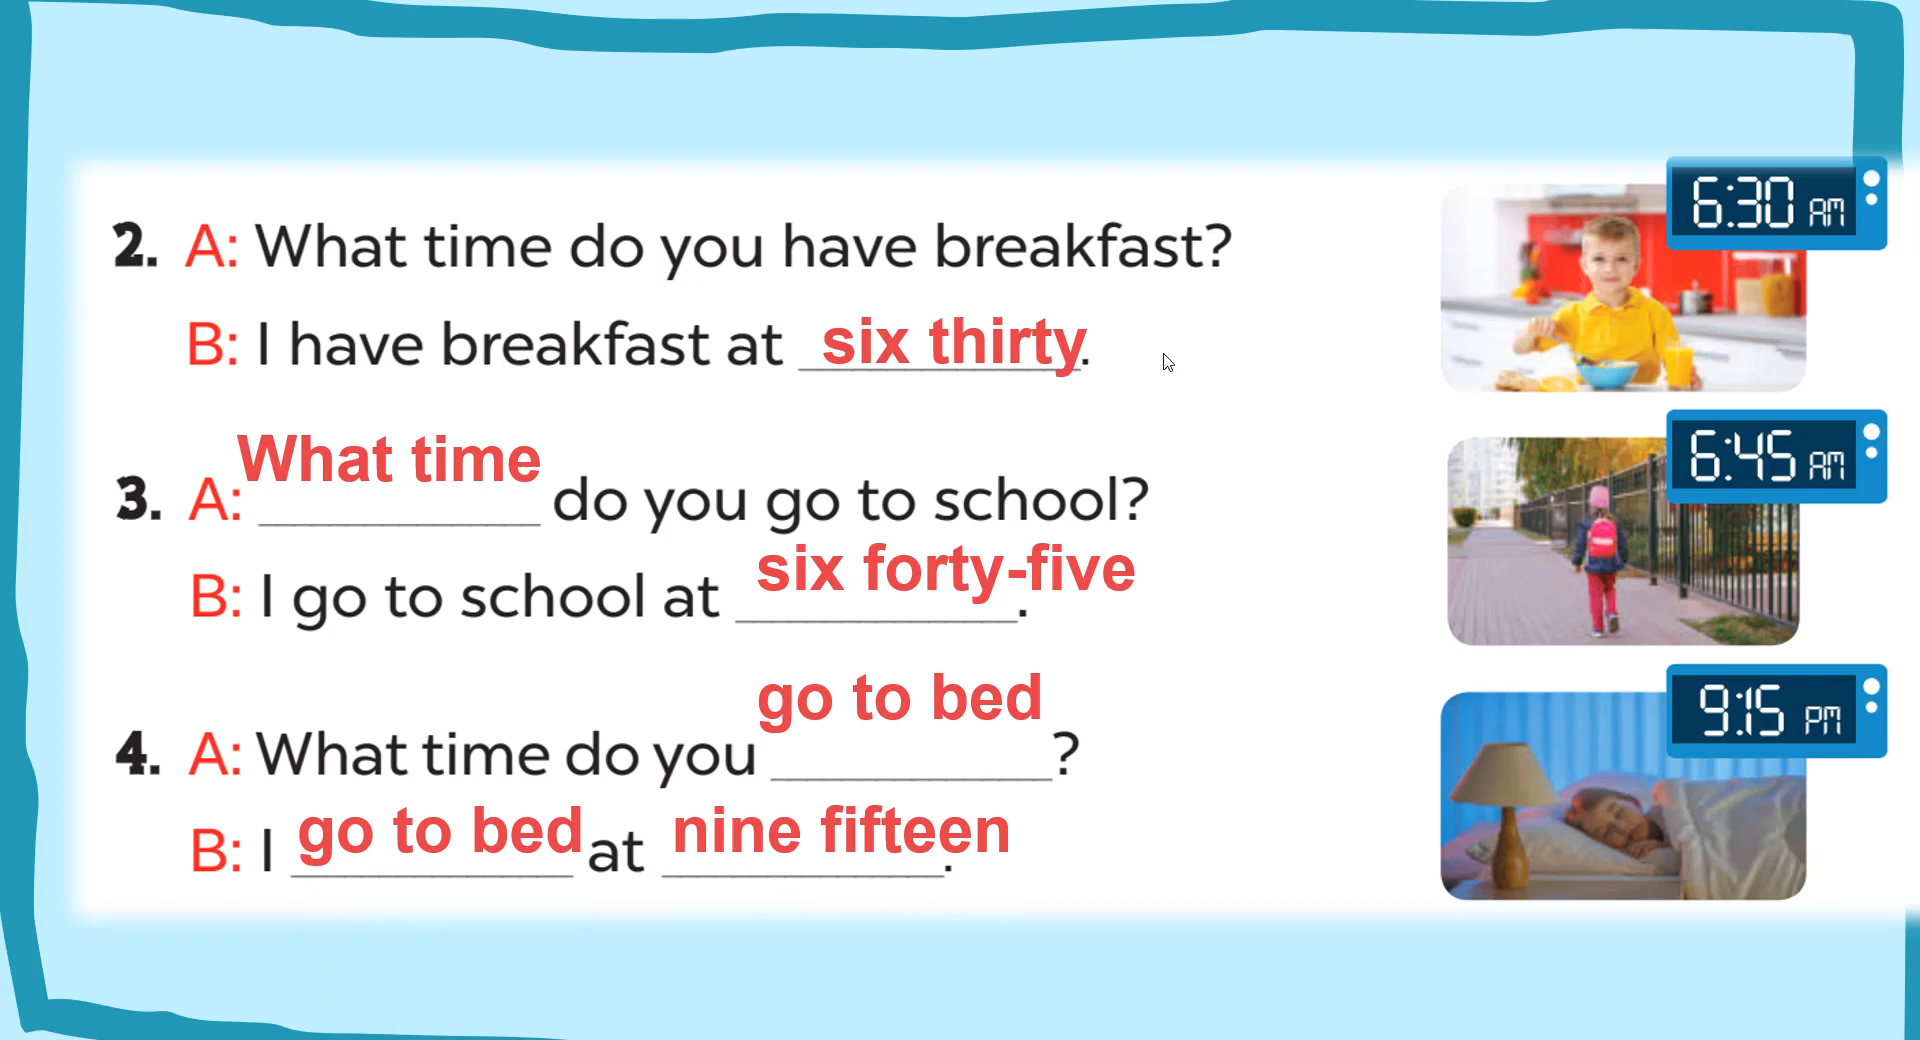 2. A: What time do you have breakfast?
6:30 AM
B: I have breakfast at six thirty.
3. A: What time do you go to school?
6:45 AM
B: I go to school at six forty-five.
4. A: What time do you go to bed?
9:15 PM
B: I go to bed at nine fifteen.